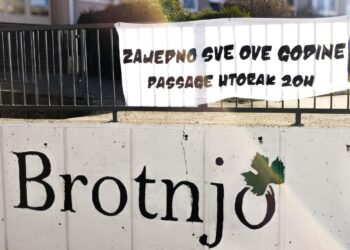 ZAJEDNO SVE OVE GODINE
PASSAGE UTORAK 20H
Brotnjo